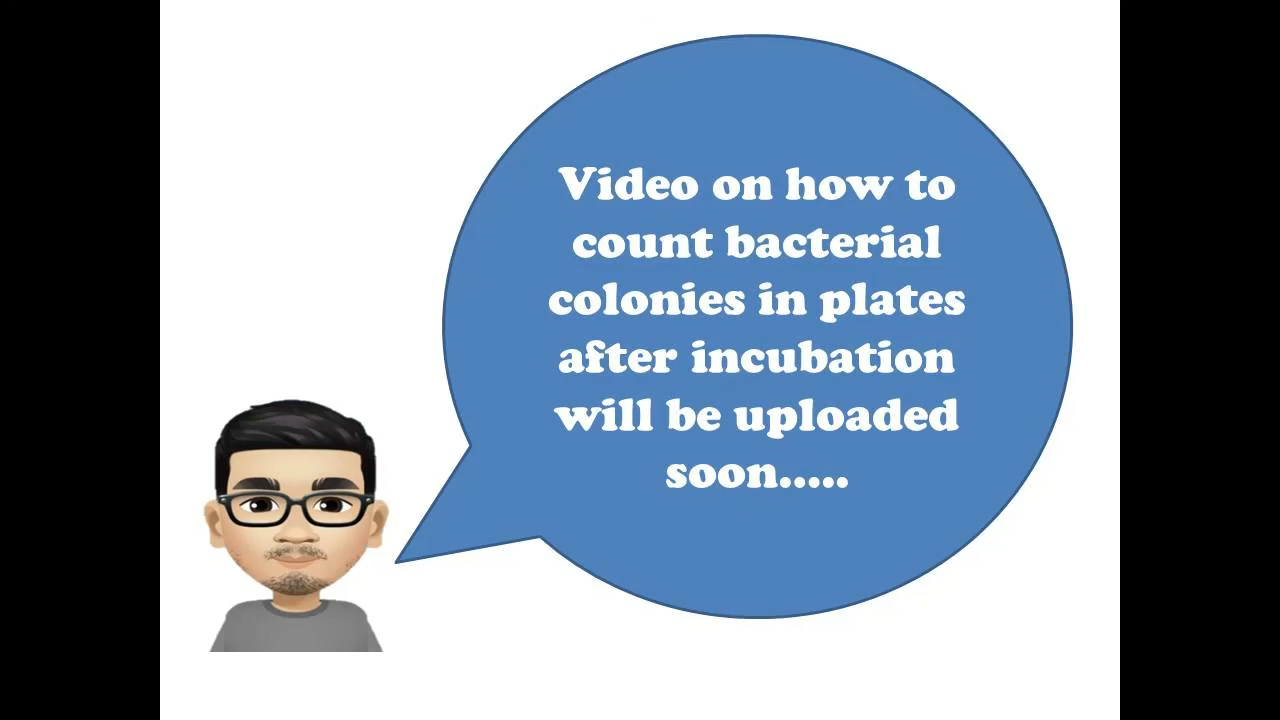 Video on how to
count bacterial
colonies in plates
after incubation
will be uploaded
soon.....